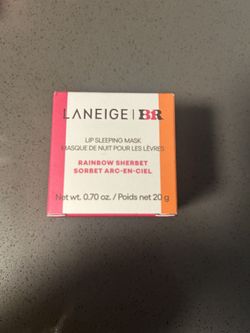 LANEIGE | BR
LIP SLEEPING MASK
MASQUE DE NUIT POUR LES LÈVRES
RAINBOW SHERBET
SORBET ARC-EN-CIEL
Net wt. 0.70 oz. / Poids net 20 g